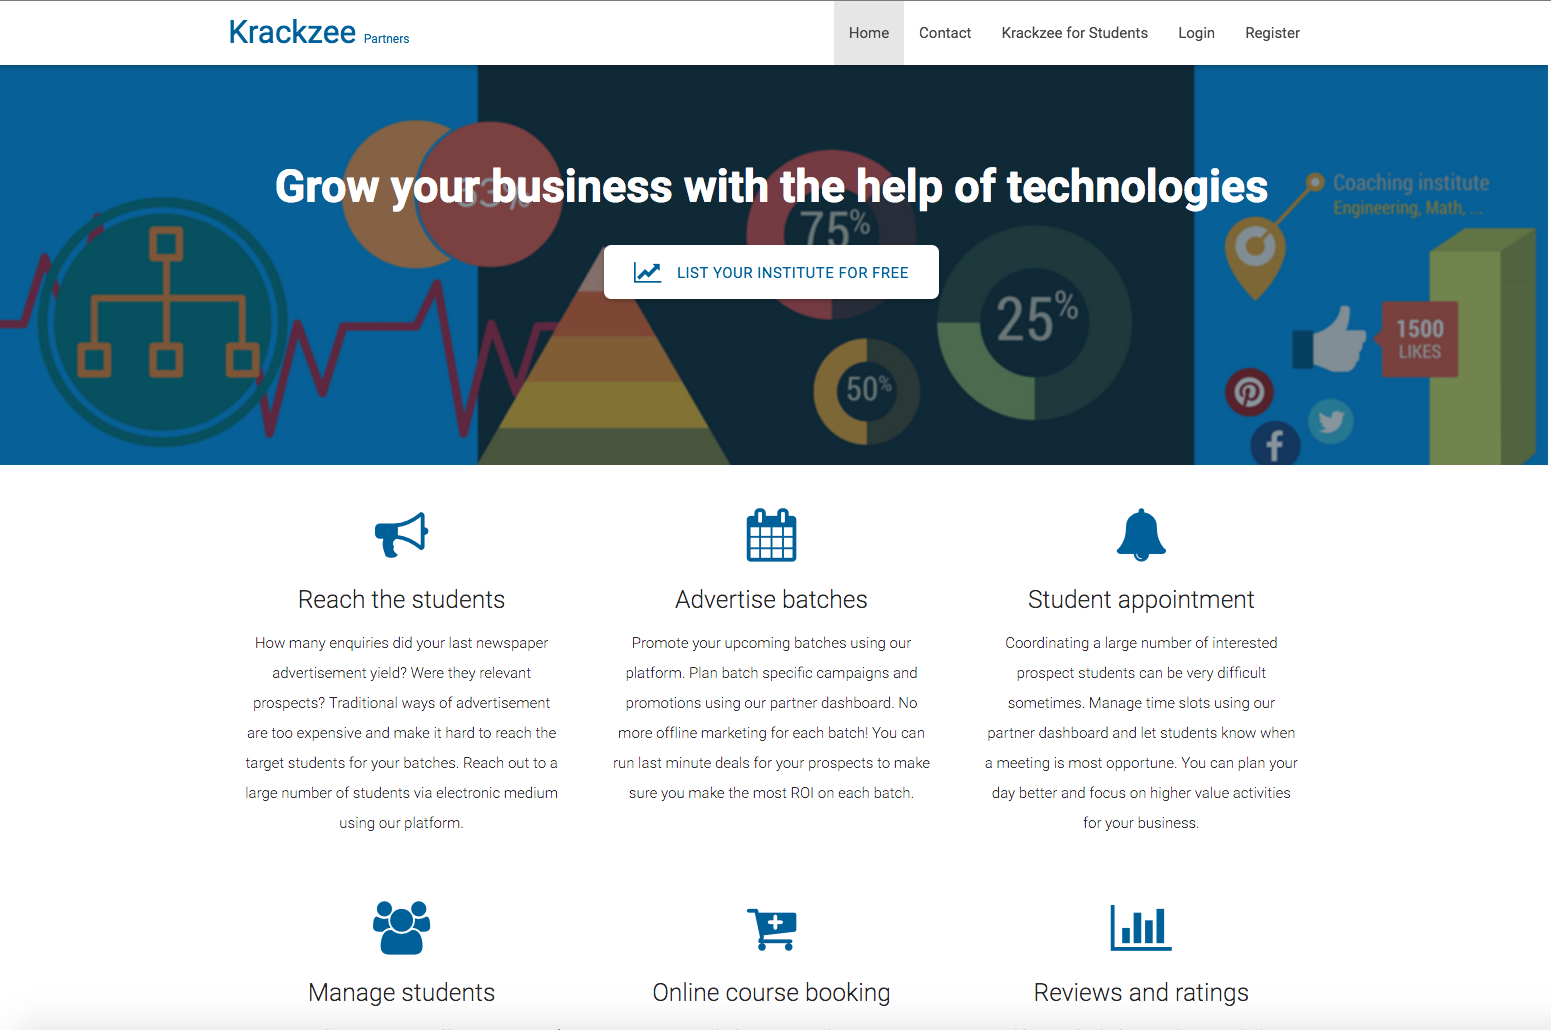 Krackzee Partners
Home Contact Krackzee for Students Login Register
Grow your business with the help of technologies
LIST YOUR INSTITUTE FOR FREE
33%
75%
50%
25%
Coaching institute
Engineering, Math, ...
1500
LIKES
Reach the students
How many enquiries did your last newspaper
advertisement yield? Were they relevant
prospects? Traditional ways of advertisement
are too expensive and make it hard to reach the
target students for your batches. Reach out to a
large number of students via electronic medium
using our platform.
Advertise batches
Promote your upcoming batches using our
platform. Plan batch specific campaigns and
promotions using our partner dashboard. No
more offline marketing for each batch! You can
run last minute deals for your prospects to make
sure you make the most ROI on each batch.
Student appointment
Coordinating a large number of interested
prospect students can be very difficult
sometimes. Manage time slots using our
partner dashboard and let students know when
a meeting is most opportune. You can plan your
day better and focus on higher value activities
for your business.
Manage students
Online course booking
Reviews and ratings